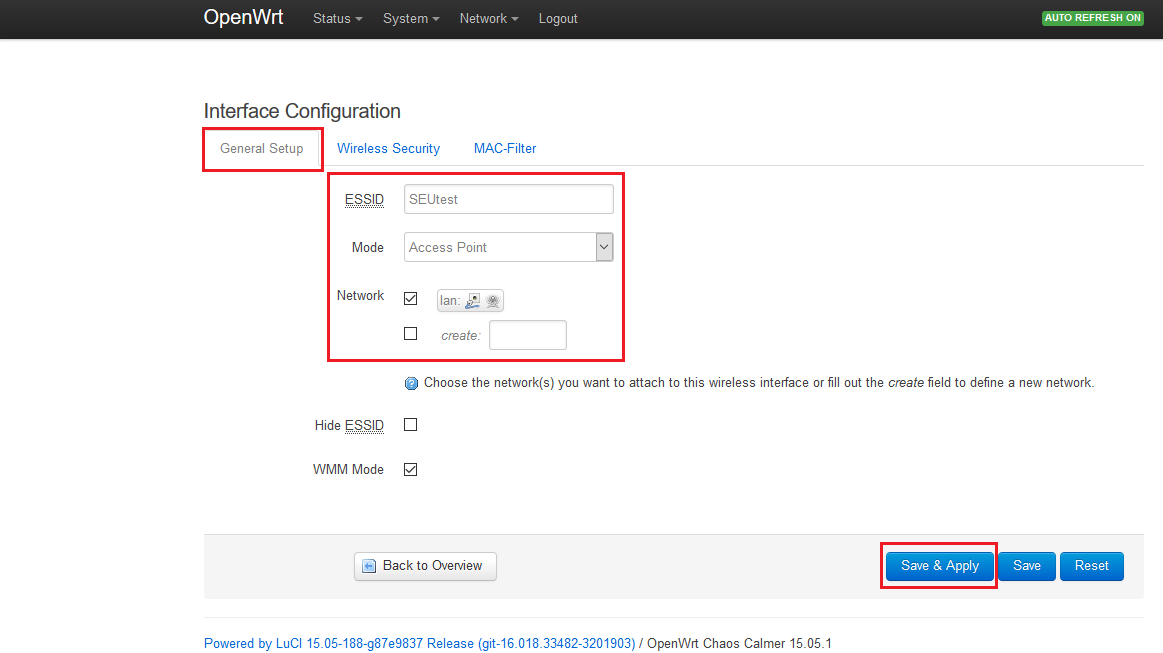 OpenWrt Status System Network Logout AUTO REFRESH ON
Interface Configuration
General Setup Wireless Security MAC-Filter
ESSID SEUtest
Mode Access Point
Network lan:
create:
Choose the network(s) you want to attach to this wireless interface or fill out the create field to define a new network.
Hide ESSID
WMM Mode
Back to Overview Save & Apply Save Reset
Powered by LuCI 15.05-188-g87e9837 Release (git-16.018.33482-3201903) / OpenWrt Chaos Calmer 15.05.1